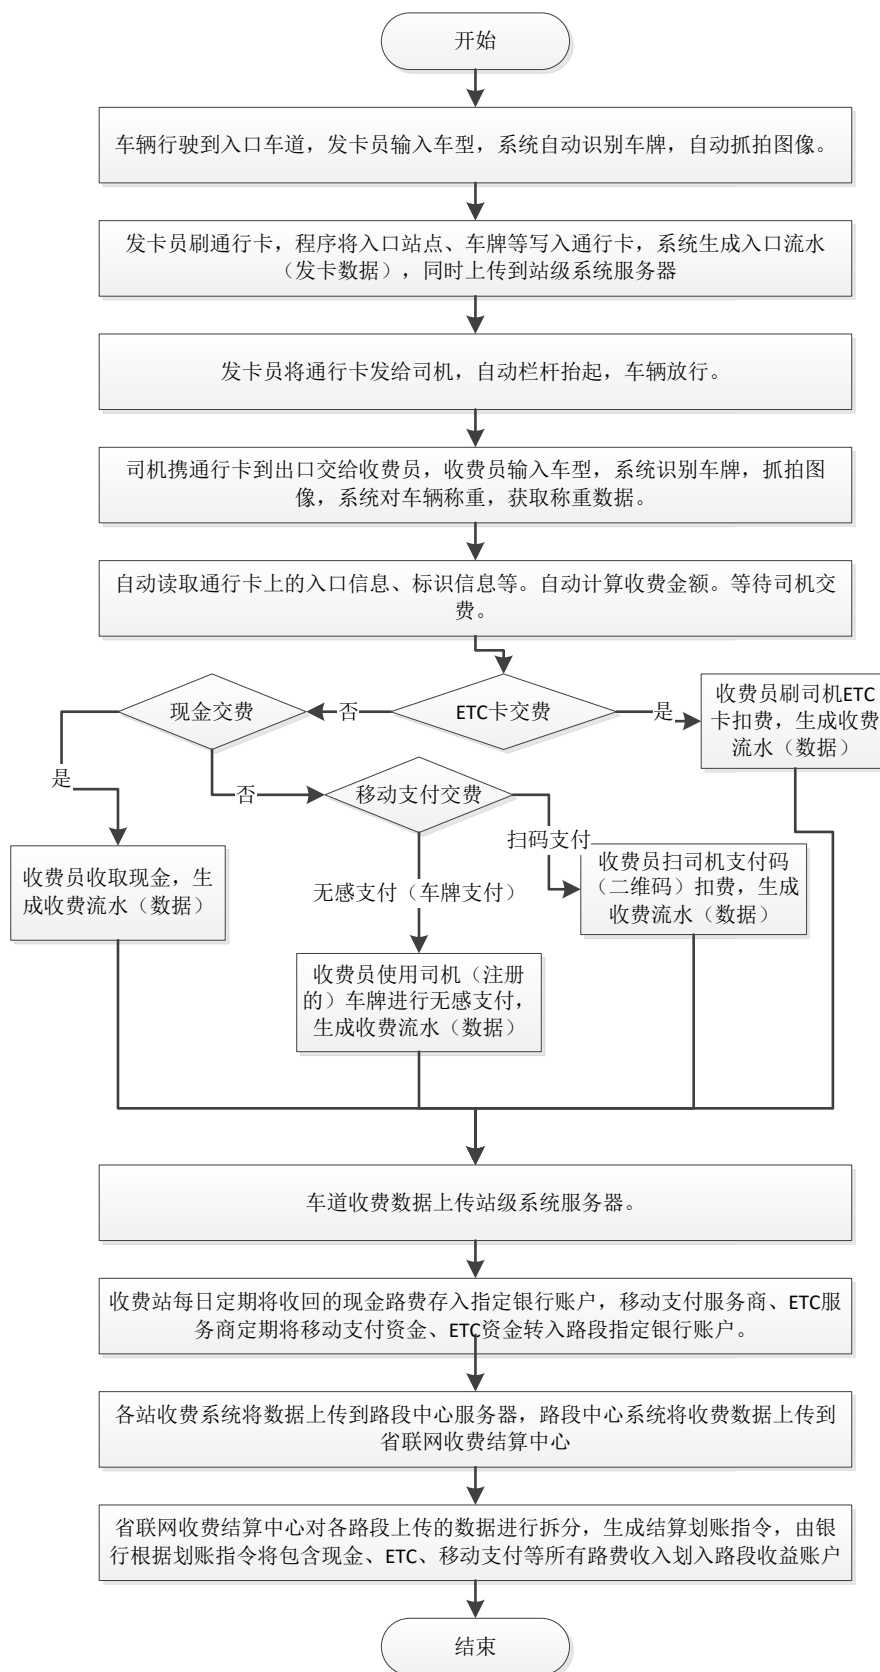 开始
车辆行驶到入口车道，发卡员输入车型，系统自动识别车牌，自动抓拍图像。
发卡员刷通行卡，程序将入口站点、车牌等写入通行卡，系统生成入口流水
（发卡数据），同时上传到站级系统服务器
发卡员将通行卡发给司机，自动栏杆抬起，车辆放行。
司机携通行卡到出口交给收费员，收费员输入车型，系统识别车牌，抓拍图
像，系统对车辆称重，获取称重数据。
自动读取通行卡上的入口信息、标识信息等。自动计算收费金额。等待司机交
费。
现金交费
否
ETC卡交费
是
收费员刷司机ETC
卡扣费，生成收费
流水（数据）
是
否
移动支付交费
扫码支付
收费员收取现金，生
成收费流水（数据）
无感支付（车牌支付）
收费员扫司机支付码
（二维码）扣费，生成
收费流水（数据）
收费员使用司机（注册
的）车牌进行无感支付，
生成收费流水（数据）
车道收费数据上传站级系统服务器。
收费站每日定期将收回的现金路费存入指定银行账户，移动支付服务商、ETC服
务商定期将移动支付资金、ETC资金转入路段指定银行账户。
各站收费系统将数据上传到路段中心服务器，路段中心系统将收费数据上传到
省联网收费结算中心
省联网收费结算中心对各路段上传的数据进行拆分，生成结算划账指令，由银
行根据划账指令将包含现金、ETC、移动支付等所有路费收入划入路段收益账户
结束